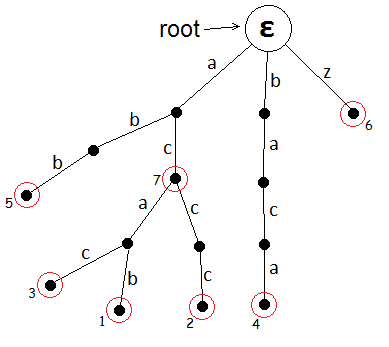 root ε
a b z
b
b c a
5 7 6
a c c
c b c a
3 1 2 4